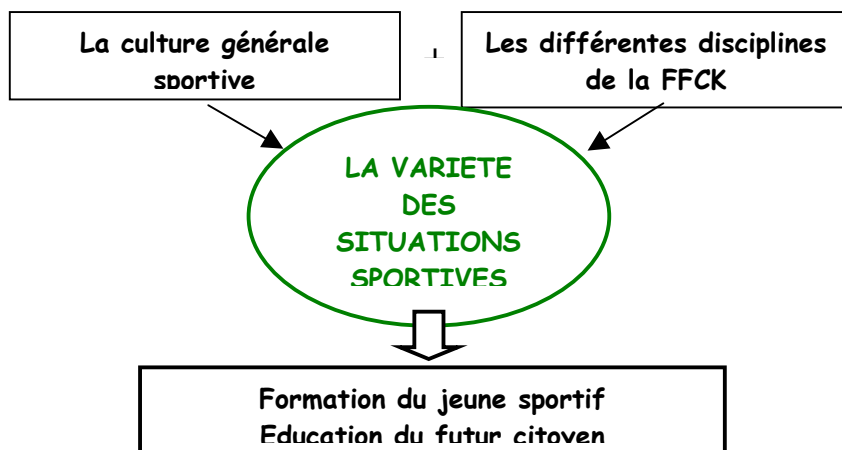 La culture générale
sportive
+
Les différentes disciplines
de la FFCK
LA VARIETE
DES
SITUATIONS
SPORTIVES
Formation du jeune sportif
Education du futur citoyen